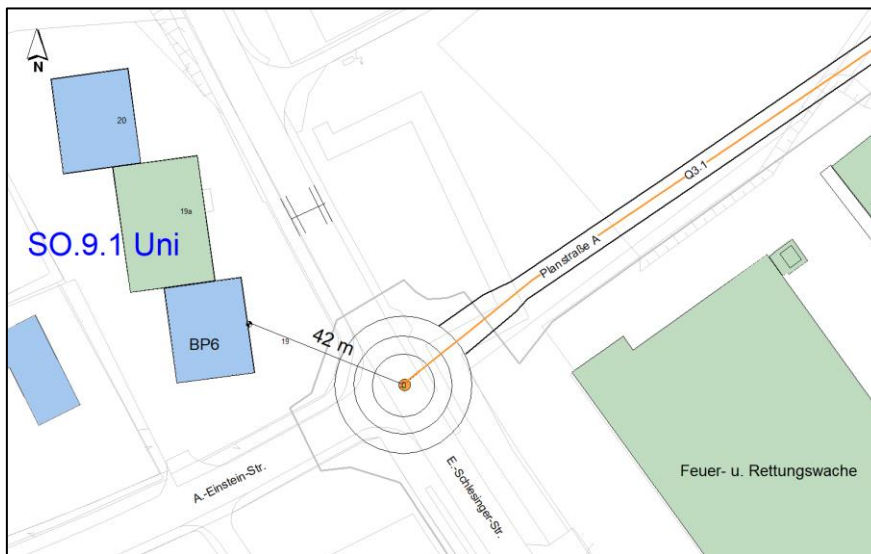 N
20
19a
SO.9.1 Uni
BP6
19
42 m
Q3.1
Planstraße A
A.-Einstein-Str.
E.-Schlesinger-Str.
Feuer- u. Rettungswache